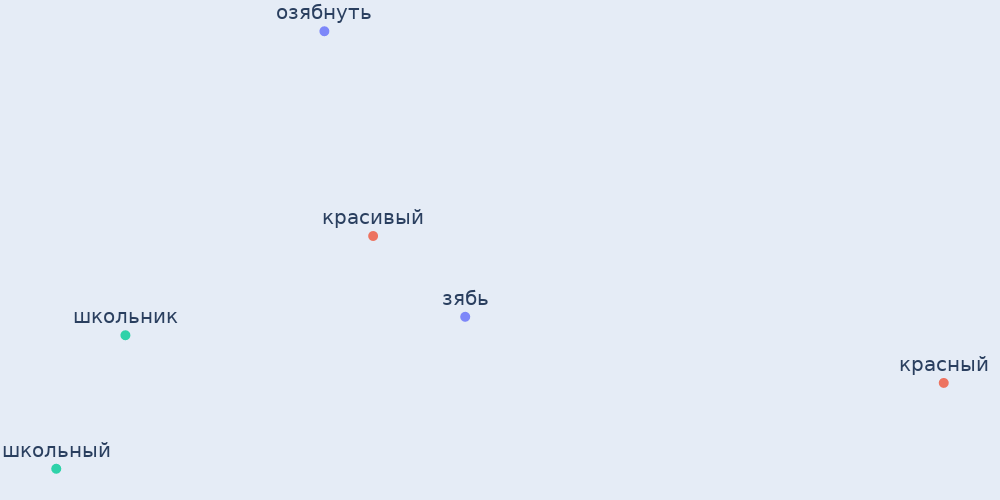 озябнуть
красивый
зябь
школьник
красный
школьный